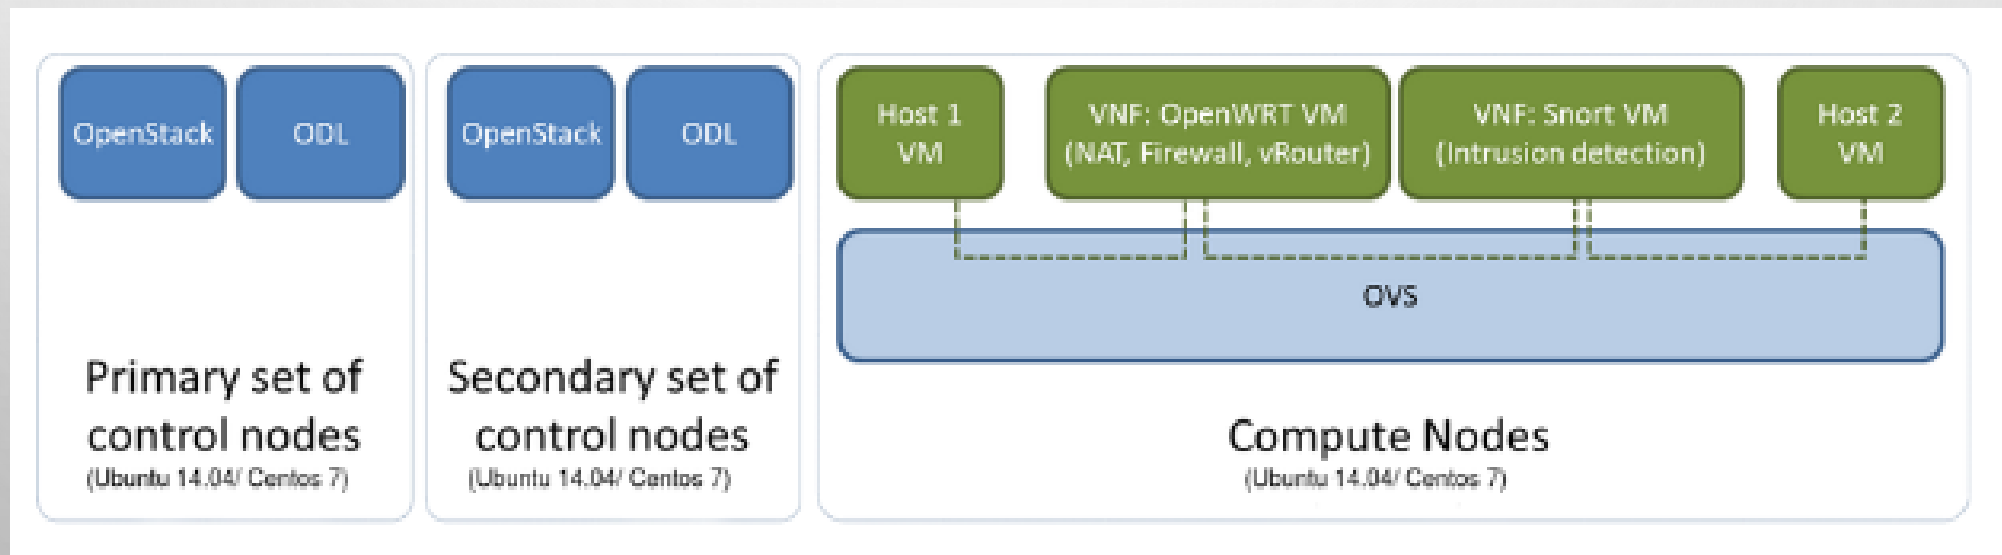 OpenStack
ODL
Primary set of
control nodes
(Ubuntu 14.04/ Centos 7)
OpenStack
ODL
Secondary set of
control nodes
(Ubuntu 14.04/ Centos 7)
Host 1
VM
VNF: OpenWRT VM
(NAT, Firewall, vRouter)
VNF: Snort VM
(Intrusion detection)
Host 2
VM
OVS
Compute Nodes
(Ubuntu 14.04/ Centos 7)